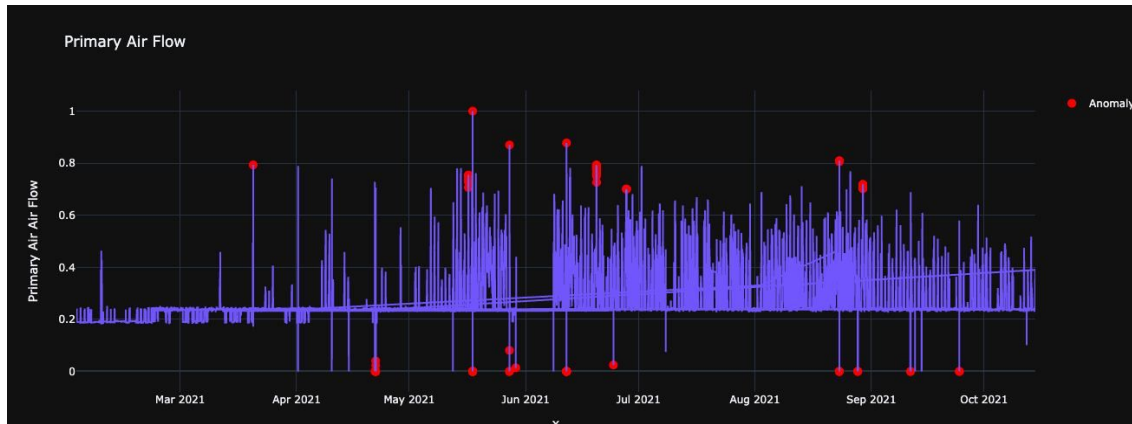 Primary Air Flow
Anomaly
Primary Air Air Flow
1
0.8
0.6
0.4
0.2
0
Mar 2021
Apr 2021
May 2021
Jun 2021
Jul 2021
Aug 2021
Sep 2021
Oct 2021